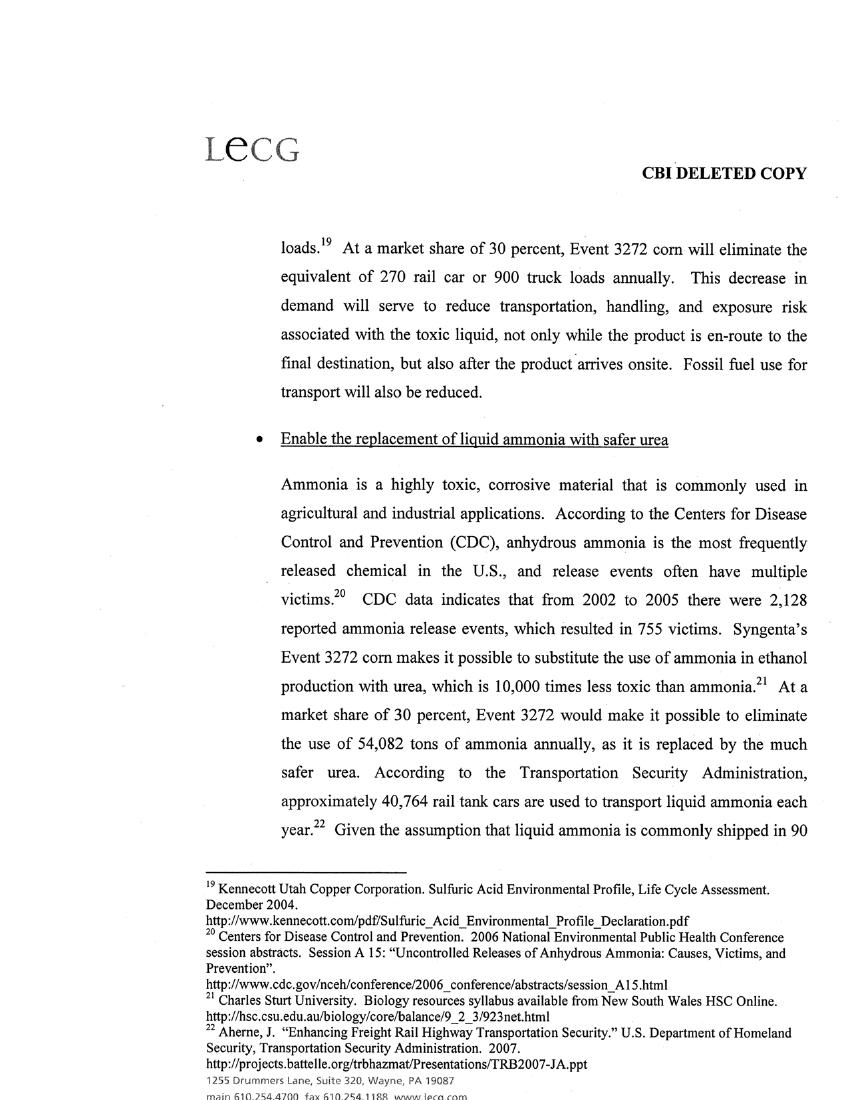 LECG
CBI DELETED COPY
loads.19 At a market share of 30 percent, Event 3272 corn will eliminate the
equivalent of 270 rail car or 900 truck loads annually. This decrease in
demand will serve to reduce transportation, handling, and exposure risk
associated with the toxic liquid, not only while the product is en-route to the
final destination, but also after the product arrives onsite. Fossil fuel use for
transport will also be reduced.
• Enable the replacement of liquid ammonia with safer urea
Ammonia is a highly toxic, corrosive material that is commonly used in
agricultural and industrial applications. According to the Centers for Disease
Control and Prevention (CDC), anhydrous ammonia is the most frequently
released chemical in the U.S., and release events often have multiple
victims.20 CDC data indicates that from 2002 to 2005 there were 2,128
reported ammonia release events, which resulted in 755 victims. Syngenta's
Event 3272 corn makes it possible to substitute the use of ammonia in ethanol
production with urea, which is 10,000 times less toxic than ammonia.21 At a
market share of 30 percent, Event 3272 would make it possible to eliminate
the use of 54,082 tons of ammonia annually, as it is replaced by the much
safer urea. According to the Transportation Security Administration,
approximately 40,764 rail tank cars are used to transport liquid ammonia each
year.22 Given the assumption that liquid ammonia is commonly shipped in 90
19 Kennecott Utah Copper Corporation. Sulfuric Acid Environmental Profile, Life Cycle Assessment.
December 2004.
http://www.kennecott.com/pdf/Sulfuric_Acid_Environmental_Profile_Declaration.pdf
20 Centers for Disease Control and Prevention. 2006 National Environmental Public Health Conference
session abstracts. Session A 15: "Uncontrolled Releases of Anhydrous Ammonia: Causes, Victims, and
Prevention".
http://www.cdc.gov/nceh/conference/2006_conference/abstracts/session_A15.html
21 Charles Sturt University. Biology resources syllabus available from New South Wales HSC Online.
http://hsc.csu.edu.au/biology/core/balance/9_2_3/923net.html
22 Aherne, J. "Enhancing Freight Rail Highway Transportation Security." U.S. Department of Homeland
Security, Transportation Security Administration. 2007.
http://projects.battelle.org/trbhazmat/Presentations/TRB2007-JA.ppt
1255 Drummers Lane, Suite 320, Wayne, PA 19087
main 610.254.4700 fax 610.254.1188 www.lecg.com